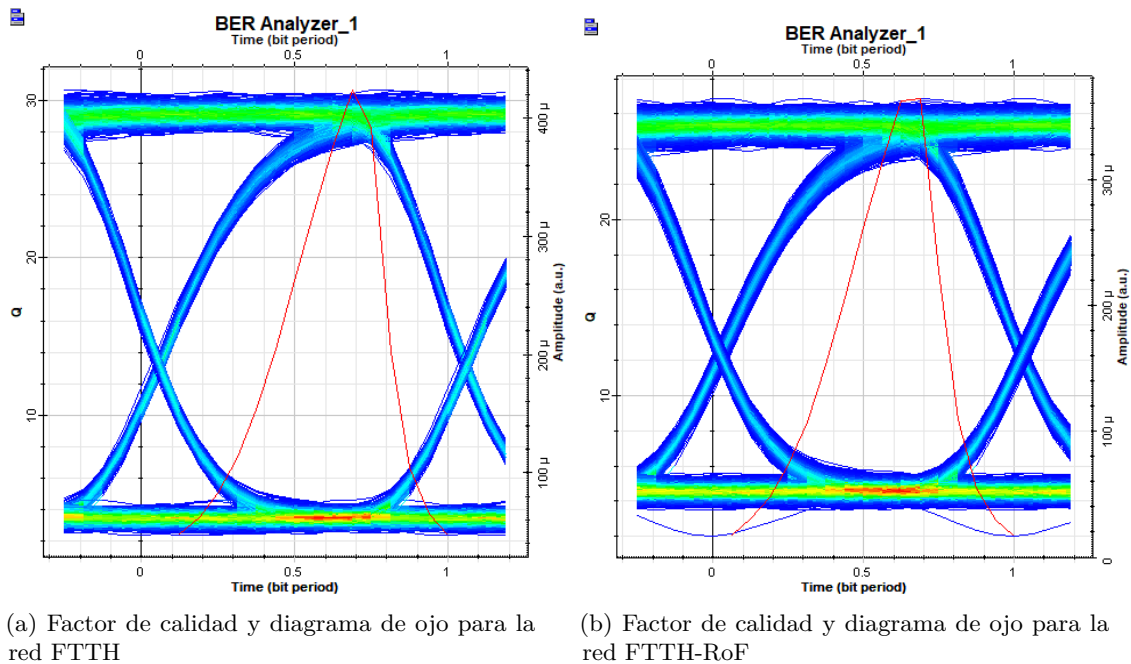 BER Analyzer_1
Time (bit period)
0 0.5 1
Q
30
20
10
400 µ
300 µ
200 µ
100 µ
Amplitude (a.u.)
0 0.5 1
Time (bit period)
(a) Factor de calidad y diagrama de ojo para la
red FTTH
BER Analyzer_1
Time (bit period)
0 0.5 1
Q
20
10
300 µ
200 µ
100 µ
0
Amplitude (a.u.)
0 0.5 1
Time (bit period)
(b) Factor de calidad y diagrama de ojo para la
red FTTH-RoF